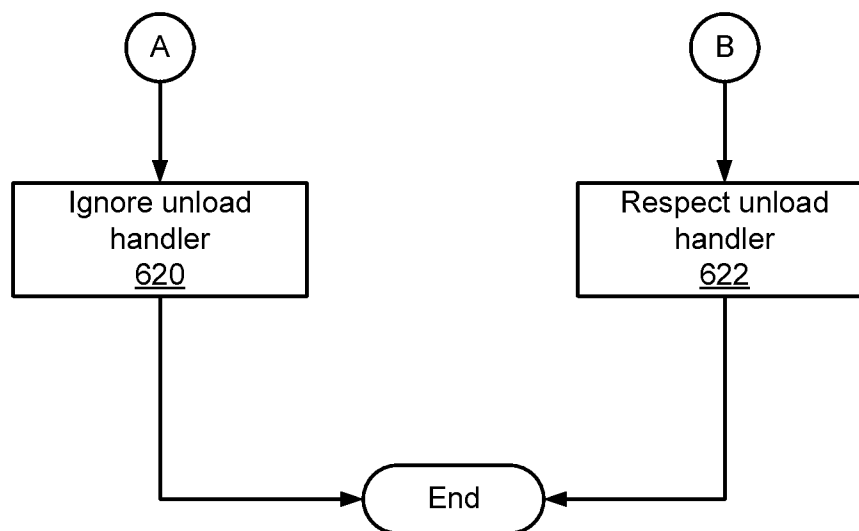 A
B
Ignore unload
handler
620
Respect unload
handler
622
End